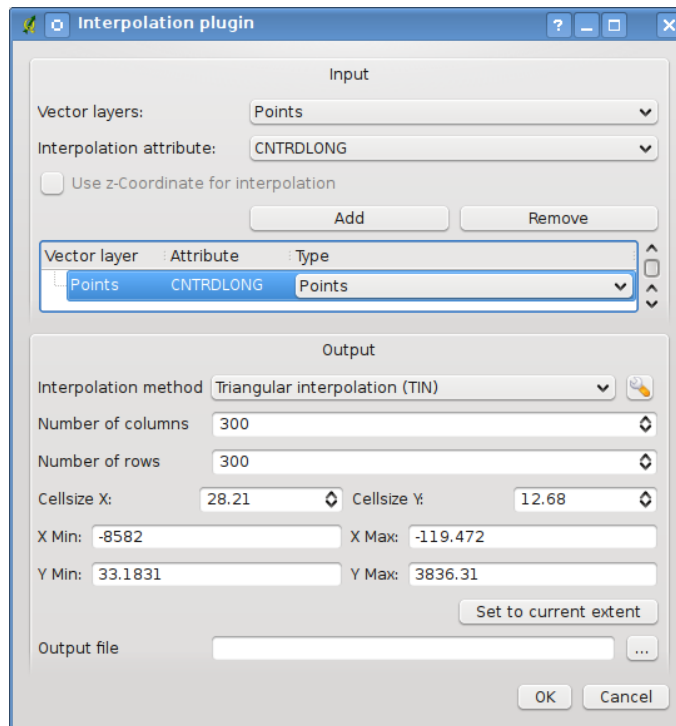 Interpolation plugin
Input
Vector layers: Points
Interpolation attribute: CNTRDLONG
Use z-Coordinate for interpolation
Add Remove
Vector layer Attribute Type
Points CNTRDLONG Points
Output
Interpolation method Triangular interpolation (TIN)
Number of columns 300
Number of rows 300
Cellsize X: 28.21 Cellsize Y: 12.68
X Min: -8582 X Max: -119.472
Y Min: 33.1831 Y Max: 3836.31
Set to current extent
Output file ...
OK Cancel